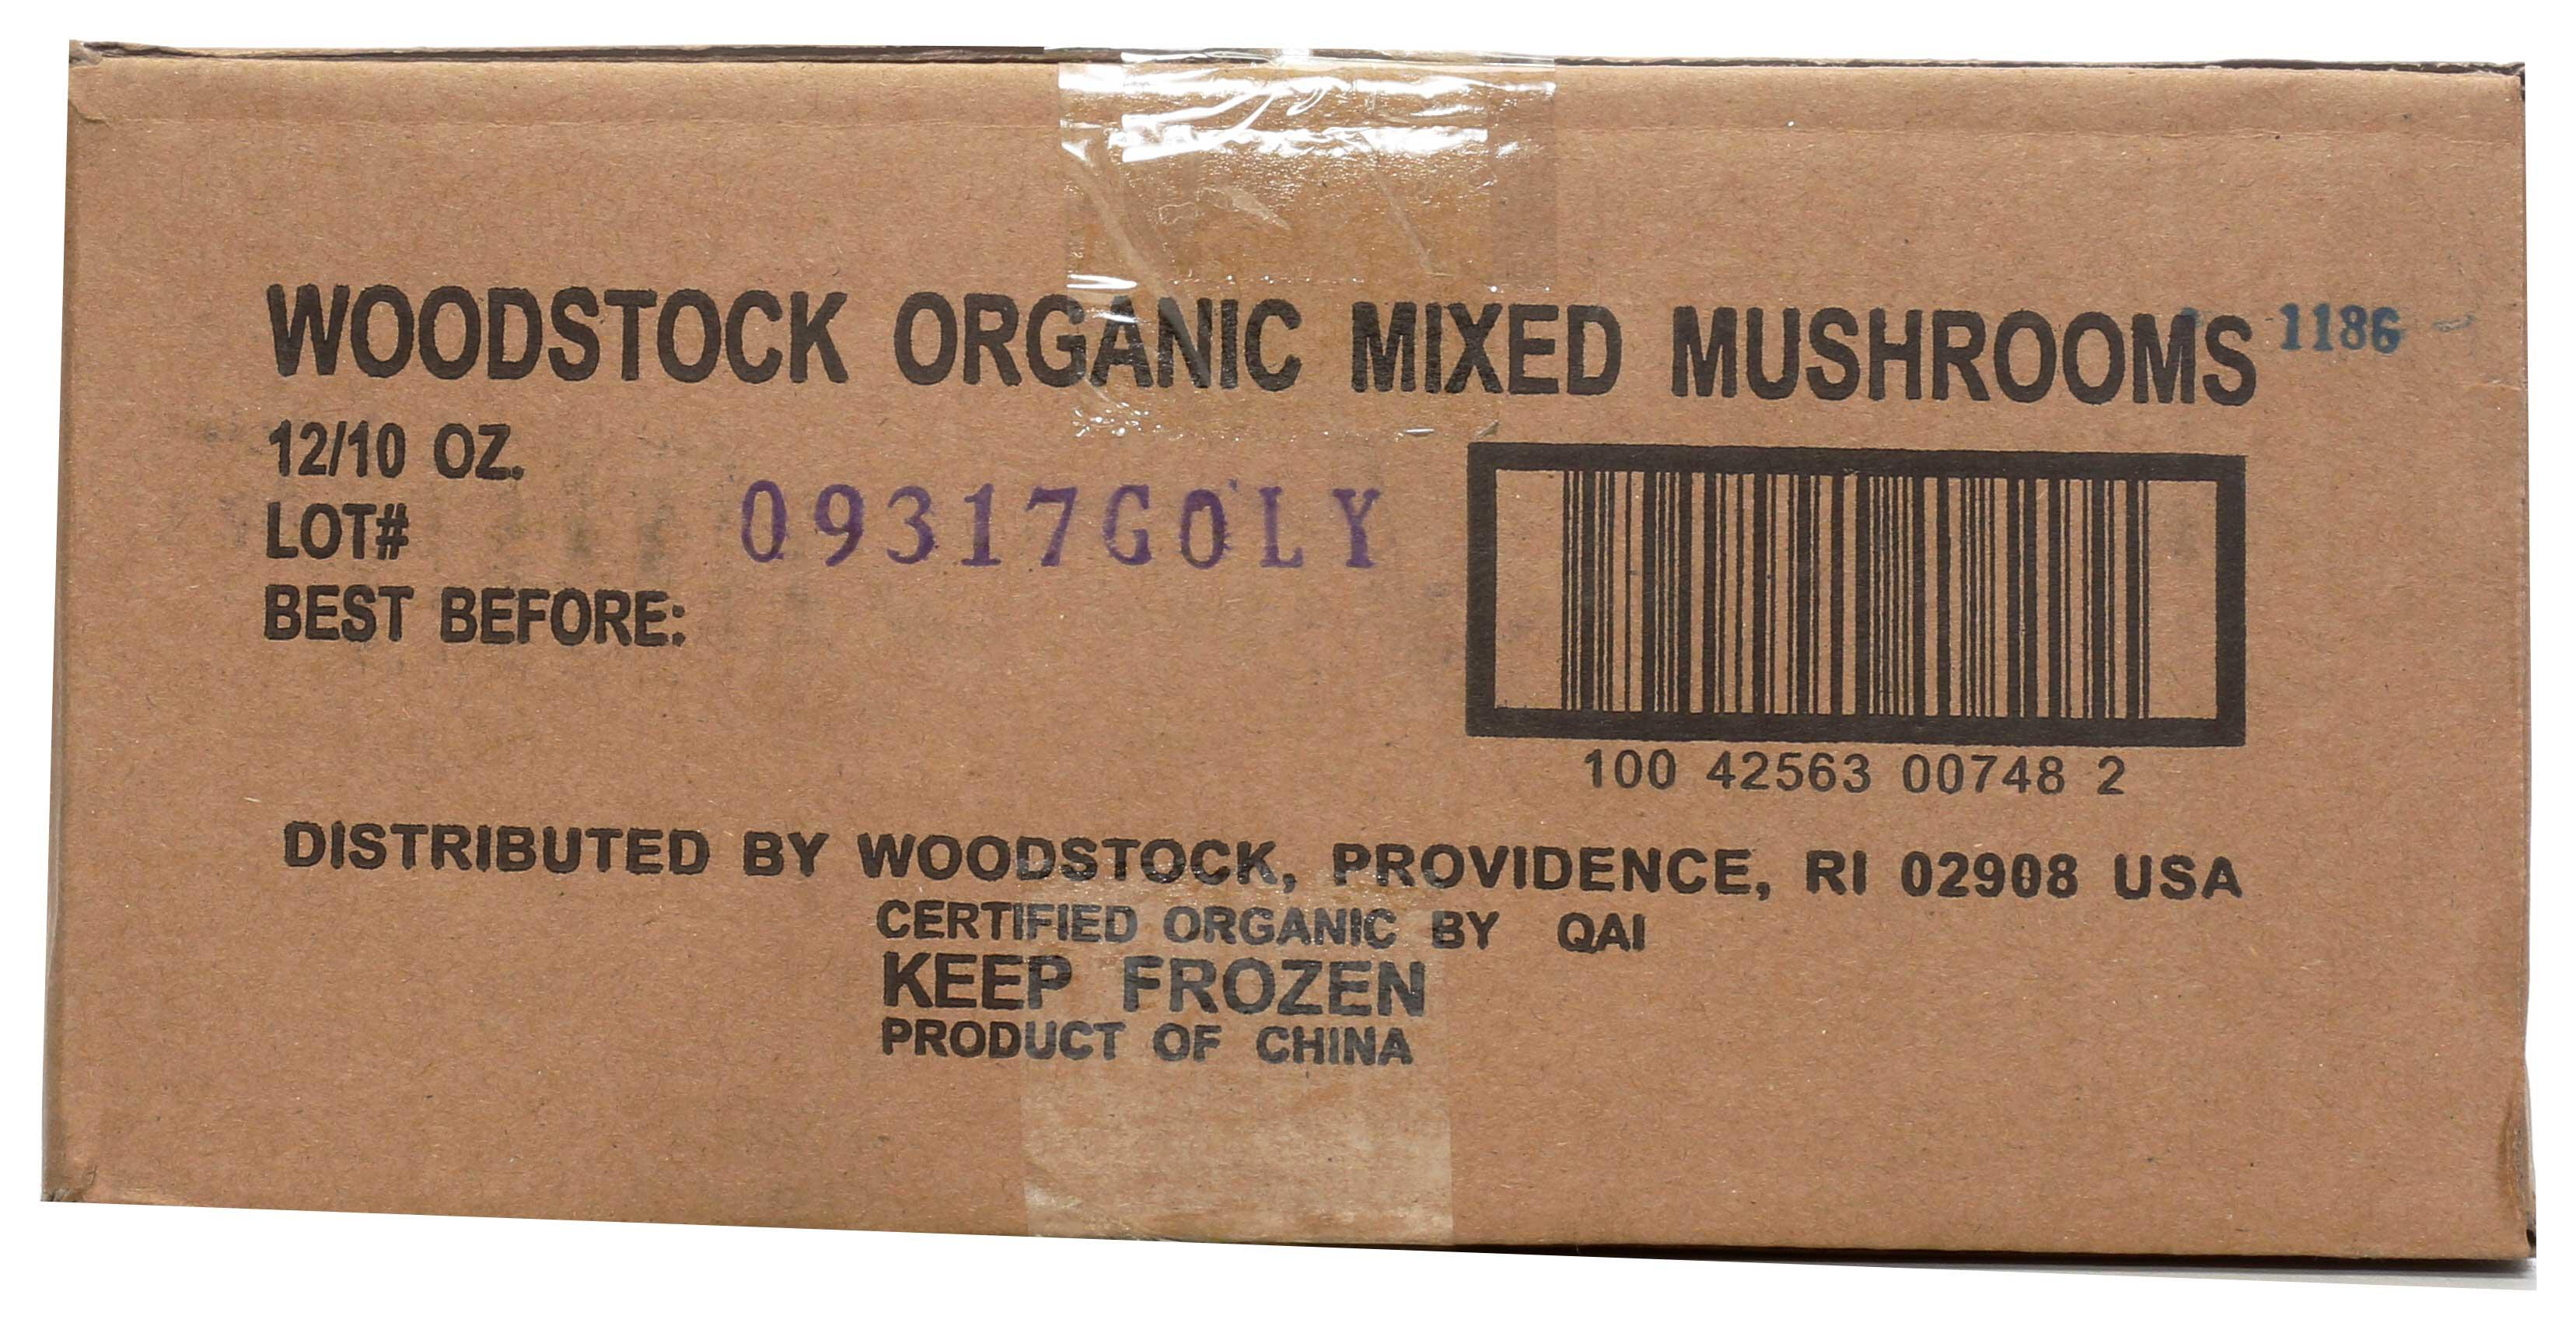 WOODSTOCK ORGANIC MIXED MUSHROOMS 1186
12/10 OZ.
LOT# 09317GOLY
BEST BEFORE:
100 42563 00748 2
DISTRIBUTED BY WOODSTOCK, PROVIDENCE, RI 02908 USA
CERTIFIED ORGANIC BY QAI
KEEP FROZEN
PRODUCT OF CHINA